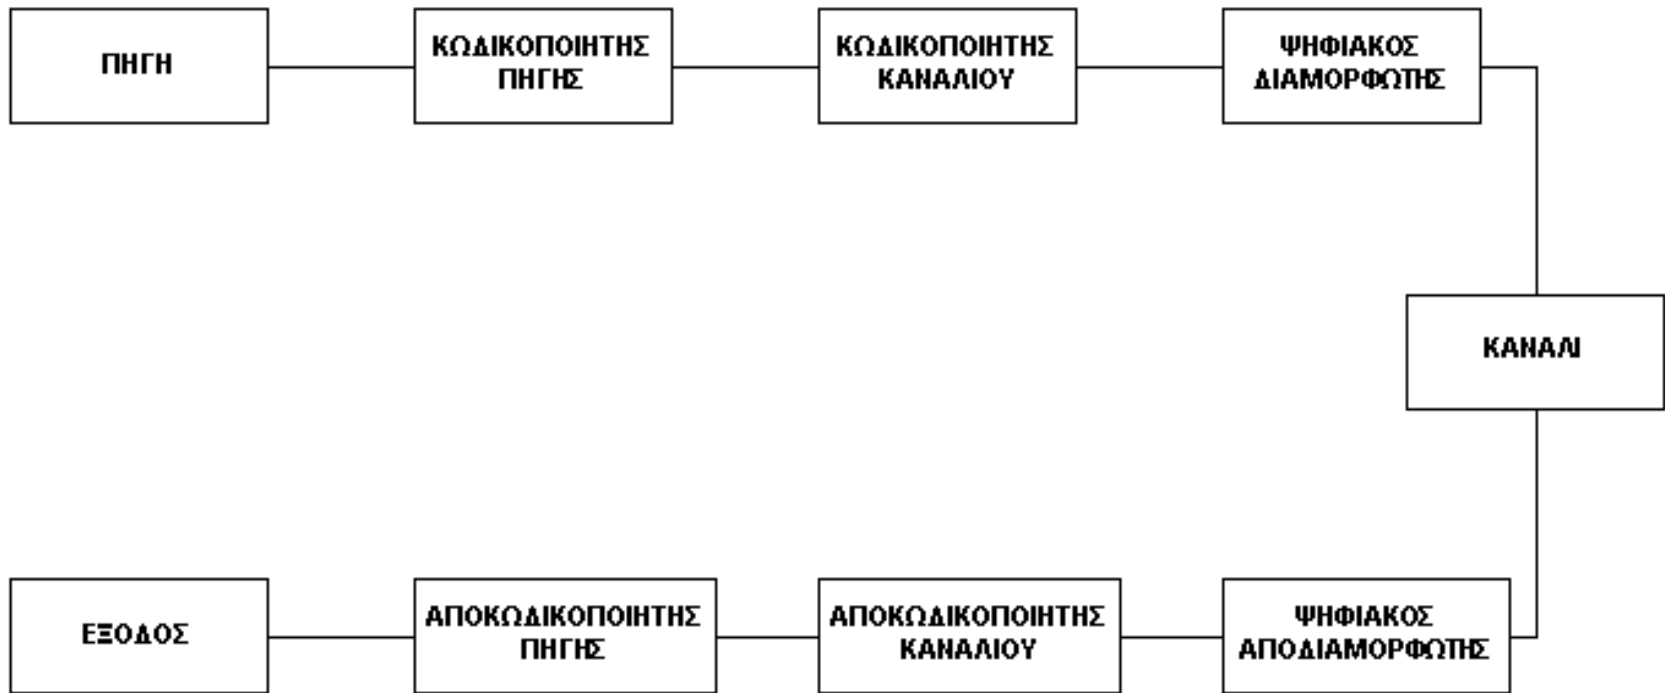 ΠΗΓΗ
ΚΩΔΙΚΟΠΟΙΗΤΗΣ
ΠΗΓΗΣ
ΚΩΔΙΚΟΠΟΙΗΤΗΣ
ΚΑΝΑΛΙΟΥ
ΨΗΦΙΑΚΟΣ
ΔΙΑΜΟΡΦΩΤΗΣ
ΚΑΝΑΛΙ
ΕΞΟΔΟΣ
ΑΠΟΚΩΔΙΚΟΠΟΙΗΤΗΣ
ΠΗΓΗΣ
ΑΠΟΚΩΔΙΚΟΠΟΙΗΤΗΣ
ΚΑΝΑΛΙΟΥ
ΨΗΦΙΑΚΟΣ
ΑΠΟΔΙΑΜΟΡΦΩΤΗΣ